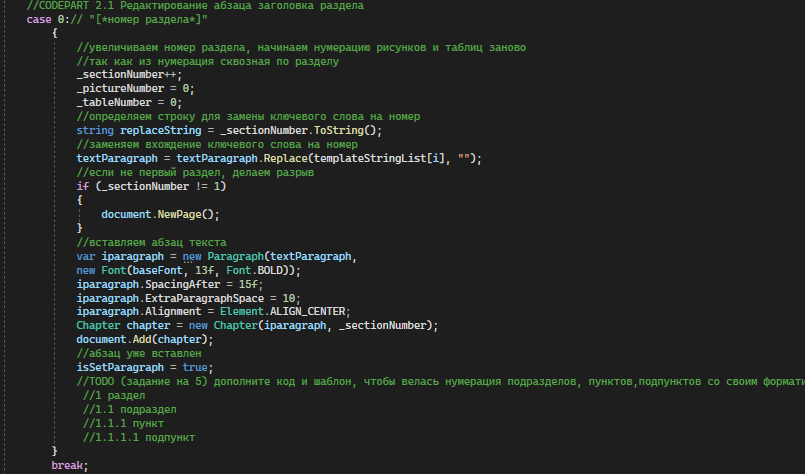 //CODEPART 2.1 Редактирование абзаца заголовка раздела
case 0:// "[*номер раздела*]"
{
//увеличиваем номер раздела, начинаем нумерацию рисунков и таблиц заново
//так как из нумерация сквозная по разделу
_sectionNumber++;
_pictureNumber = 0;
_tableNumber = 0;
//определяем строку для замены ключевого слова на номер
string replaceString = _sectionNumber.ToString();
//заменяем вхождение ключевого слова на номер
textParagraph = textParagraph.Replace(templateStringList[i], "");
//если не первый раздел, делаем разрыв
if (_sectionNumber != 1)
{
document.NewPage();
}
//вставляем абзац текста
var iparagraph = new Paragraph(textParagraph,
new Font(baseFont, 13f, Font.BOLD));
iparagraph.SpacingAfter = 15f;
iparagraph.ExtraParagraphSpace = 10;
iparagraph.Alignment = Element.ALIGN_CENTER;
Chapter chapter = new Chapter(iparagraph, _sectionNumber);
document.Add(chapter);
//абзац уже вставлен
isSetParagraph = true;
//TODO (задание на 5) дополните код и шаблон, чтобы велась нумерация подразделов, пунктов,подпунктов со своим формати
//1 раздел
//1.1 подраздел
//1.1.1 пункт
//1.1.1.1 подпункт
}
break;